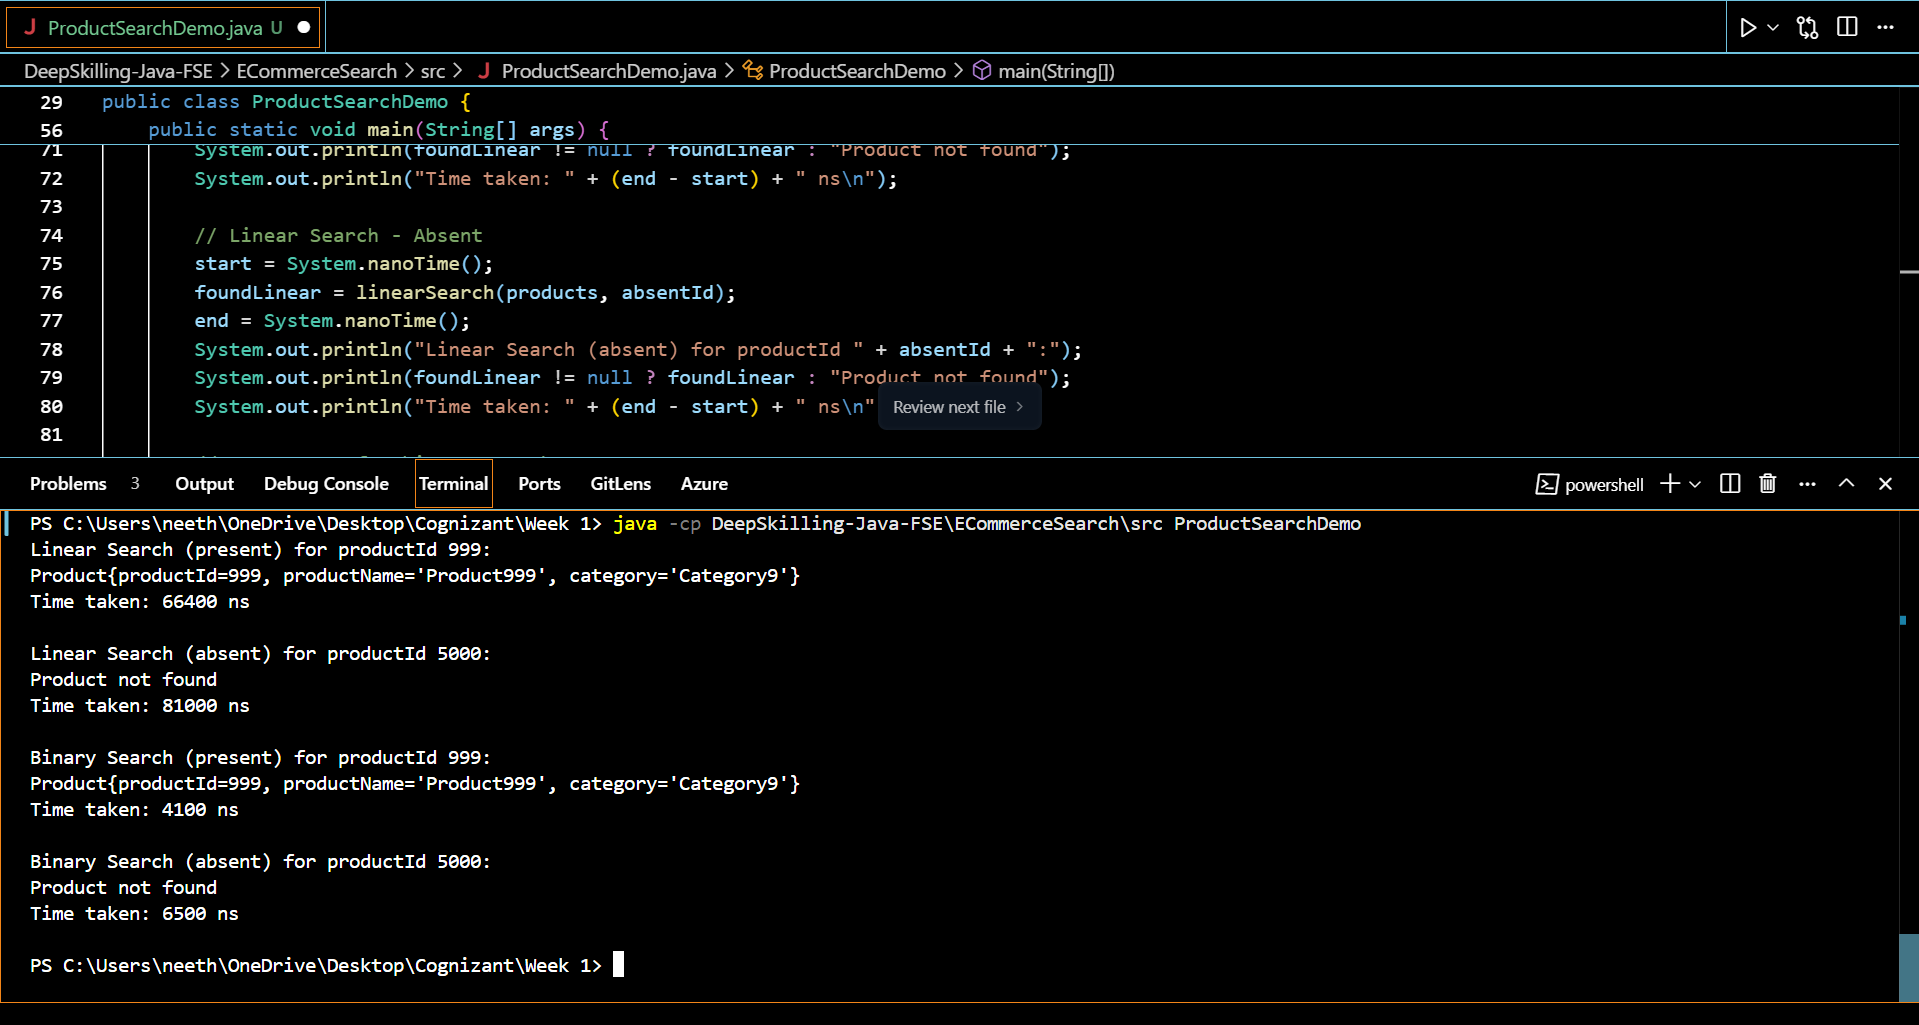 J ProductSearchDemo.java U
DeepSkilling-Java-FSE > ECommerceSearch > src > J ProductSearchDemo.java > ProductSearchDemo > main(String[])
29 public class ProductSearchDemo {
56 public static void main(String[] args) {
71 System.out.println(foundLinear != null ? foundLinear : "Product not found");
72 System.out.println("Time taken: " + (end - start) + " ns\n");
73
74 // Linear Search - Absent
75 start = System.nanoTime();
76 foundLinear = linearSearch(products, absentId);
77 end = System.nanoTime();
78 System.out.println("Linear Search (absent) for productId " + absentId + ":");
79 System.out.println(foundLinear != null ? foundLinear : "Product not found");
80 System.out.println("Time taken: " + (end - start) + " ns\n"
Review next file >
81
Problems 3 Output Debug Console Terminal Ports GitLens Azure powershell
PS C:\Users\neeth\OneDrive\Desktop\Cognizant\Week 1> java -cp DeepSkilling-Java-FSE\ECommerceSearch\src ProductSearchDemo
Linear Search (present) for productId 999:
Product{productId=999, productName='Product999', category='Category9'}
Time taken: 66400 ns
Linear Search (absent) for productId 5000:
Product not found
Time taken: 81000 ns
Binary Search (present) for productId 999:
Product{productId=999, productName='Product999', category='Category9'}
Time taken: 4100 ns
Binary Search (absent) for productId 5000:
Product not found
Time taken: 6500 ns
PS C:\Users\neeth\OneDrive\Desktop\Cognizant\Week 1>